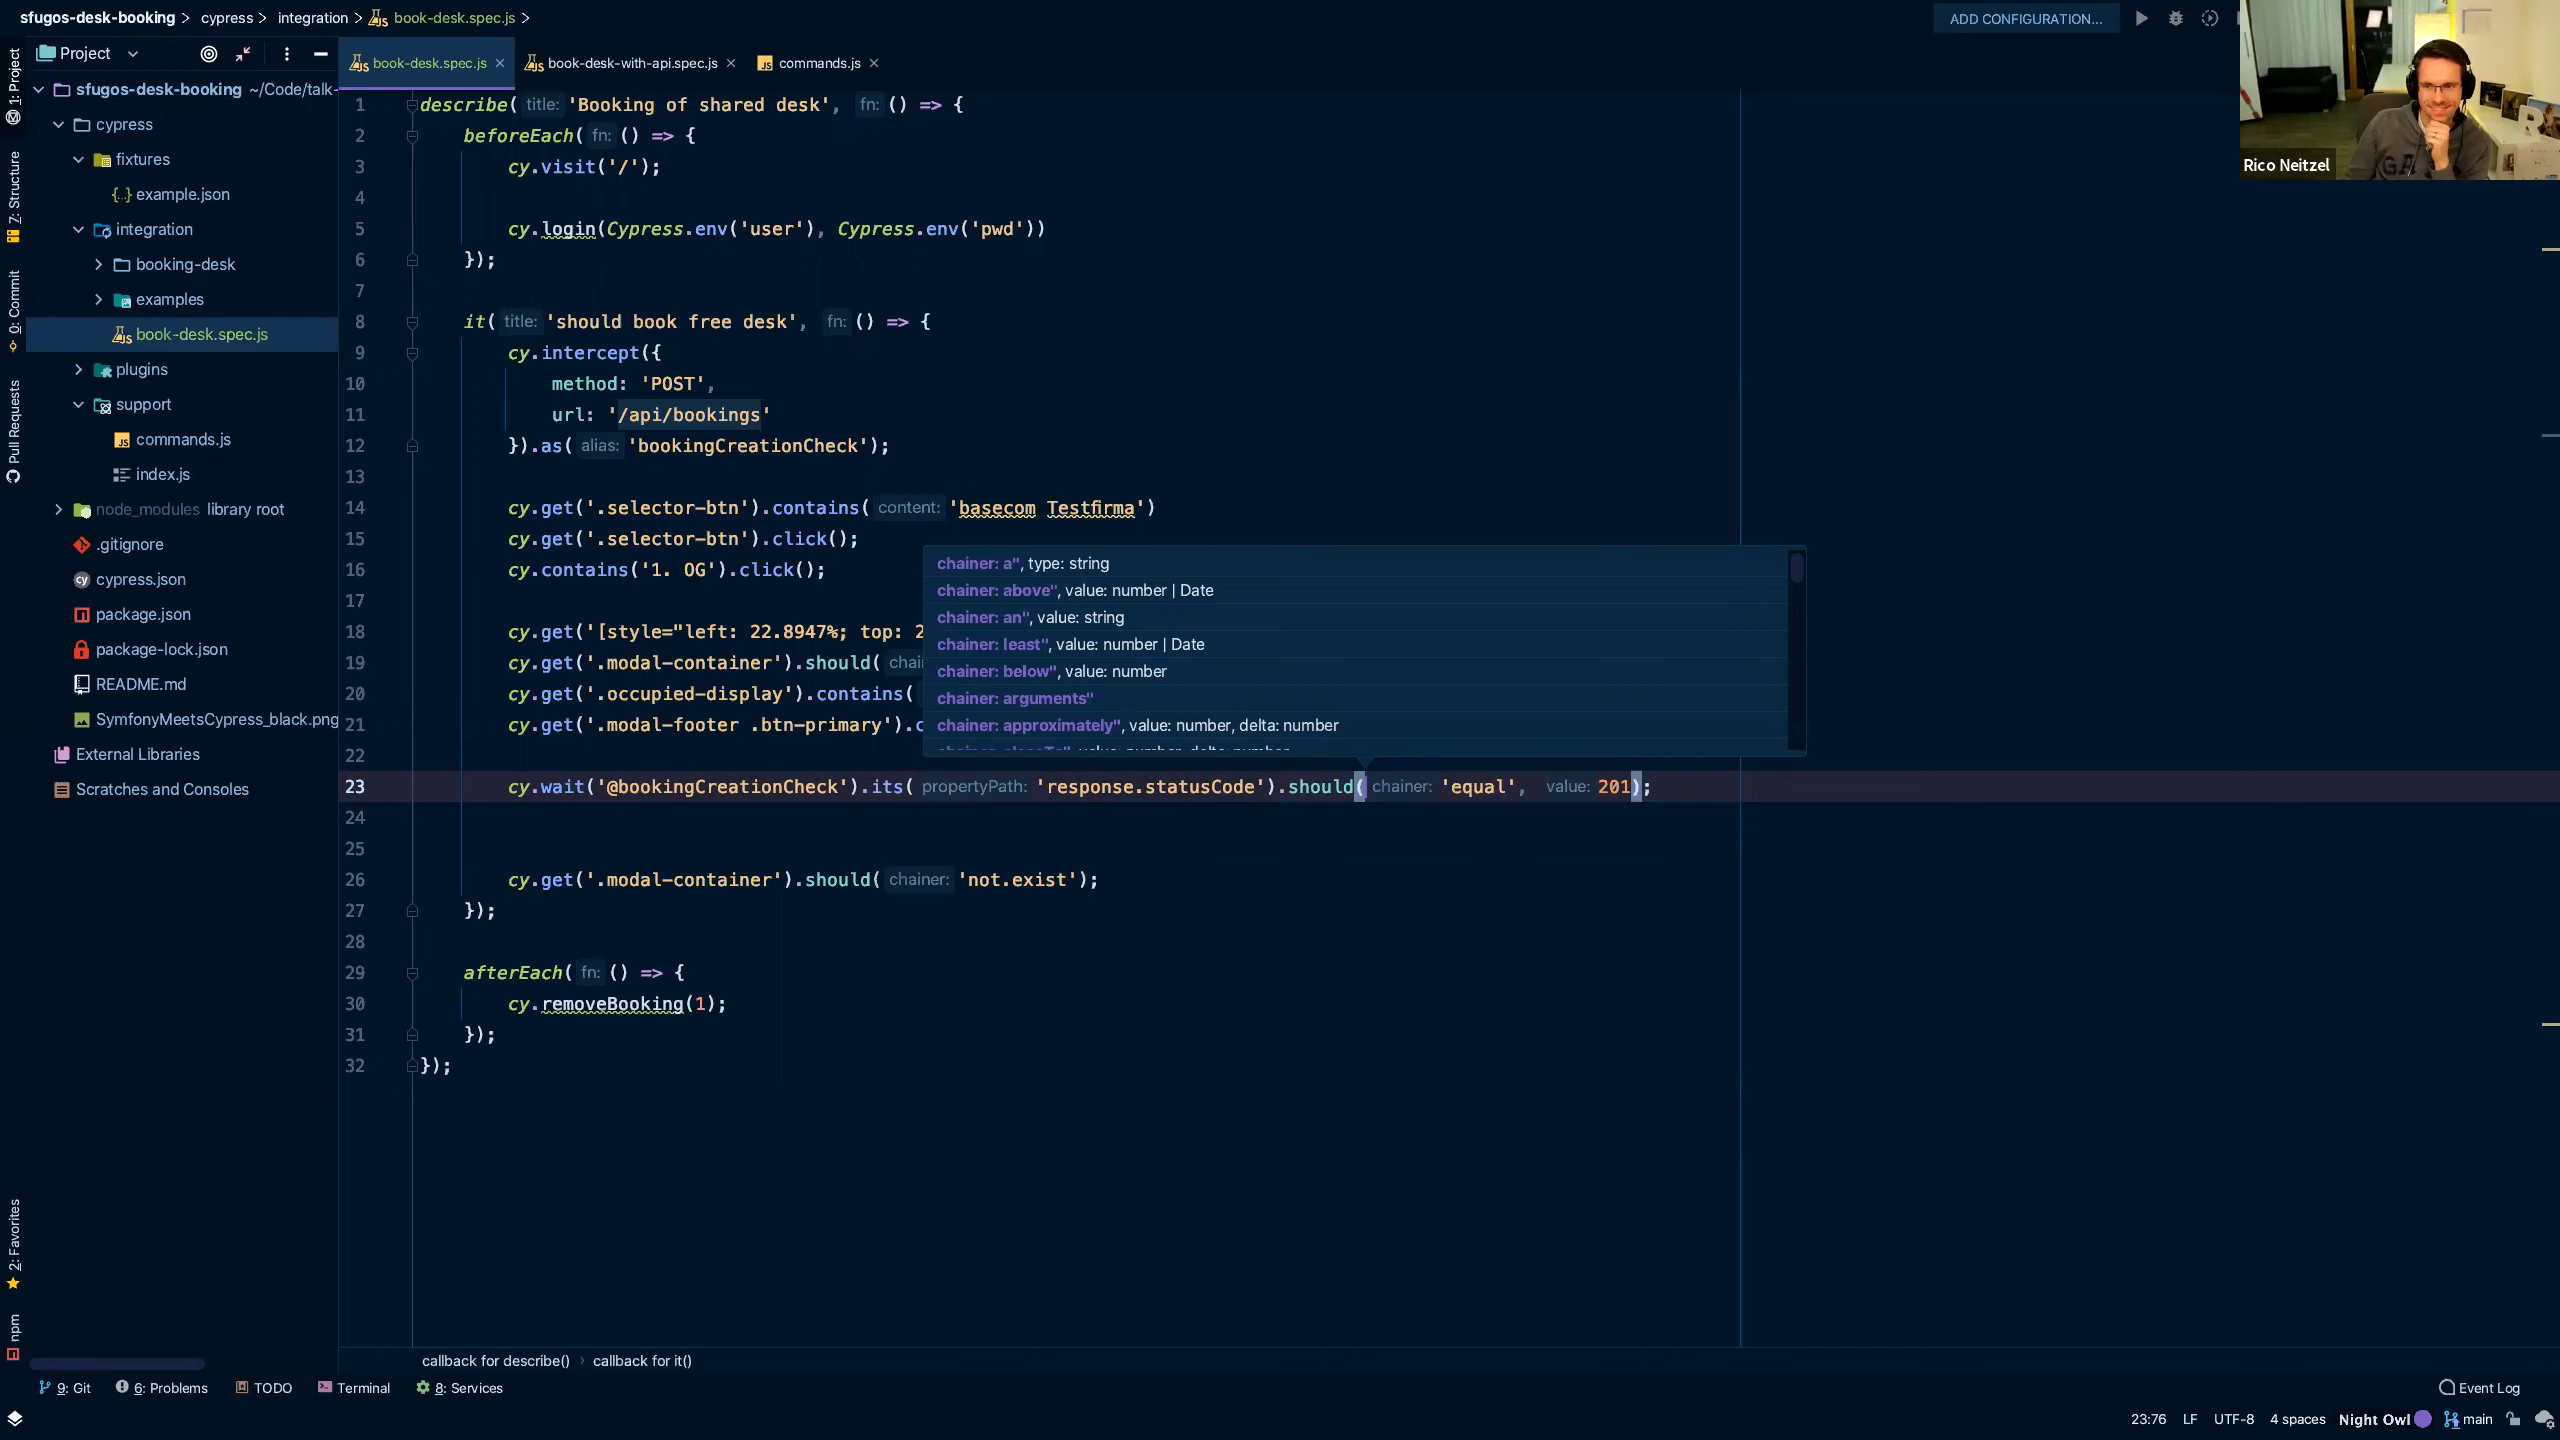 sfugos-desk-booking > cypress > integration > book-desk.spec.js >
ADD CONFIGURATION...
Rico Neitzel
1: Project
7: Structure
0: Commit
Pull Requests
2: Favorites
npm
Project
sfugos-desk-booking ~/Code/talk-
cypress
fixtures
example.json
integration
booking-desk
examples
book-desk.spec.js
plugins
support
commands.js
index.js
node_modules library root
.gitignore
cypress.json
package.json
package-lock.json
README.md
SymfonyMeetsCypress_black.png
External Libraries
Scratches and Consoles
book-desk.spec.js book-desk-with-api.spec.js commands.js
1 describe( title: 'Booking of shared desk', fn: () => {
2 beforeEach( fn: () => {
3 cy.visit('/');
4
5 cy.login(Cypress.env('user'), Cypress.env('pwd'))
6 });
7
8 it( title: 'should book free desk', fn: () => {
9 cy.intercept({
10 method: 'POST',
11 url: '/api/bookings'
12 }).as( alias: 'bookingCreationCheck');
13
14 cy.get('.selector-btn').contains( content: 'basecom Testfirma')
15 cy.get('.selector-btn').click();
16 cy.contains('1. OG').click();
17
18 cy.get('[style="left: 22.8947%; top: 2
19 cy.get('.modal-container').should( chain
20 cy.get('.occupied-display').contains(
21 cy.get('.modal-footer .btn-primary').c
22
23 cy.wait('@bookingCreationCheck').its( propertyPath: 'response.statusCode').should( chainer: 'equal', value: 201);
24
25
26 cy.get('.modal-container').should( chainer: 'not.exist');
27 });
28
29 afterEach( fn: () => {
30 cy.removeBooking(1);
31 });
32 });
chainer: a", type: string
chainer: above", value: number | Date
chainer: an", value: string
chainer: least", value: number | Date
chainer: below", value: number
chainer: arguments"
chainer: approximately", value: number, delta: number
callback for describe() › callback for it()
9: Git 6: Problems TODO Terminal 8: Services
Event Log
23:76 LF UTF-8 4 spaces Night Owl main